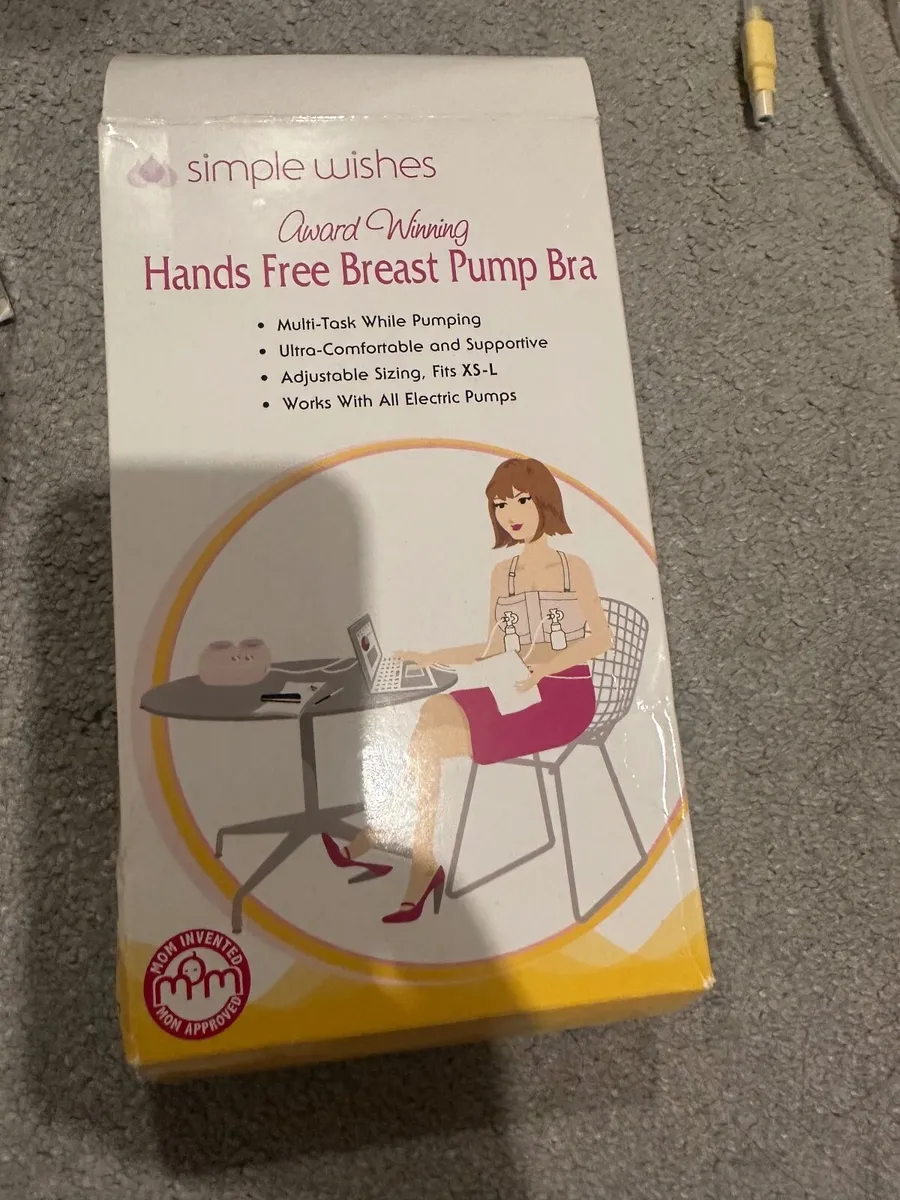 simple wishes
Award Winning
Hands Free Breast Pump Bra
• Multi-Task While Pumping
• Ultra-Comfortable and Supportive
• Adjustable Sizing, Fits XS-L
• Works With All Electric Pumps
MOM INVENTED
mom
MOM APPROVED